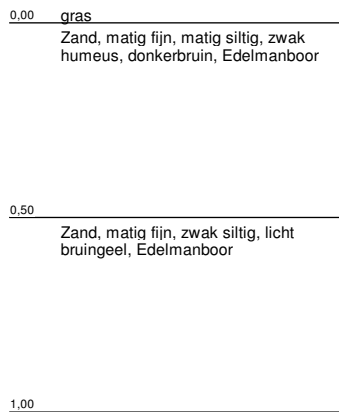 0,00 gras
Zand, matig fijn, matig siltig, zwak
humeus, donkerbruin, Edelmanboor
0,50
Zand, matig fijn, zwak siltig, licht
bruingeel, Edelmanboor
1,00